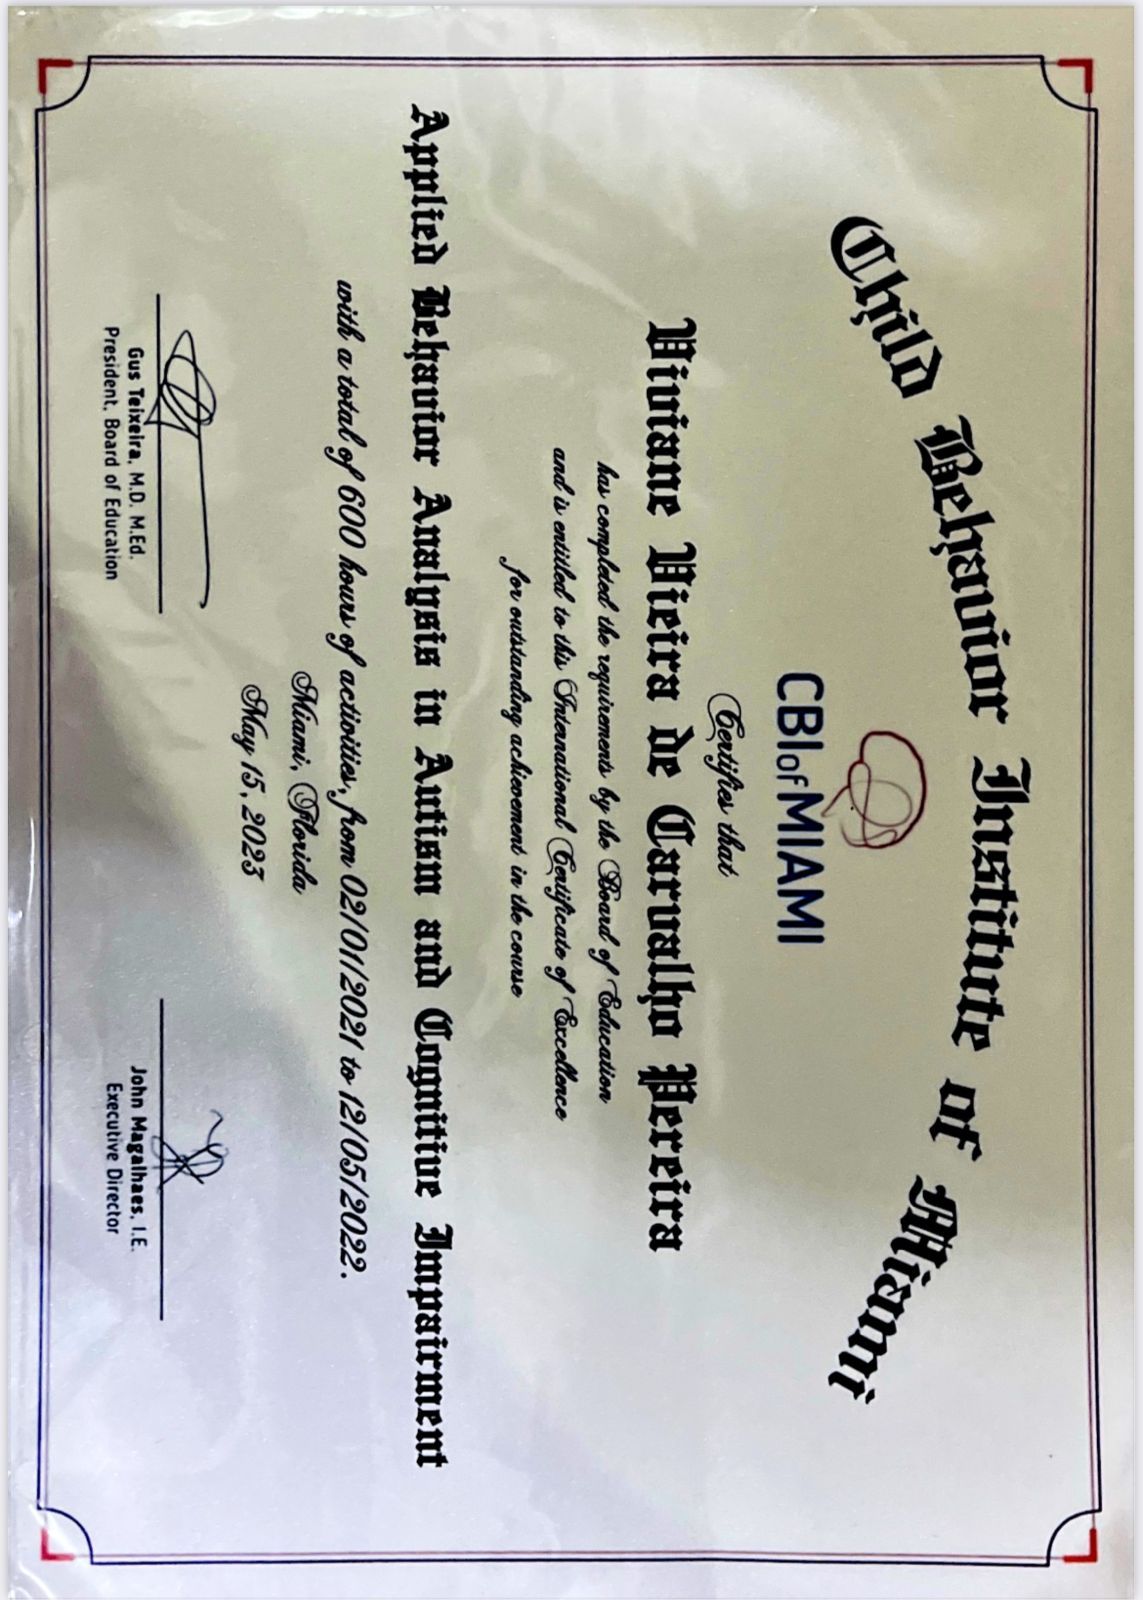 Child Behavior Institute of Miami
CBI of MIAMI
Certifies that
Viviane Vieira de Carvalho Pereira
has completed the requirements by the Board of Education
and is entitled to this International Certificate of Excellence
for outstanding achievement in the course
Applied Behavior Analysis in Autism and Cognitive Impairment
with a total of 600 hours of activities, from 02/01/2021 to 12/05/2022.
Miami, Florida
May 15, 2023
Gus Teixeira, M.D. M.Ed.
President, Board of Education
John Magalhaes, I.E.
Executive Director